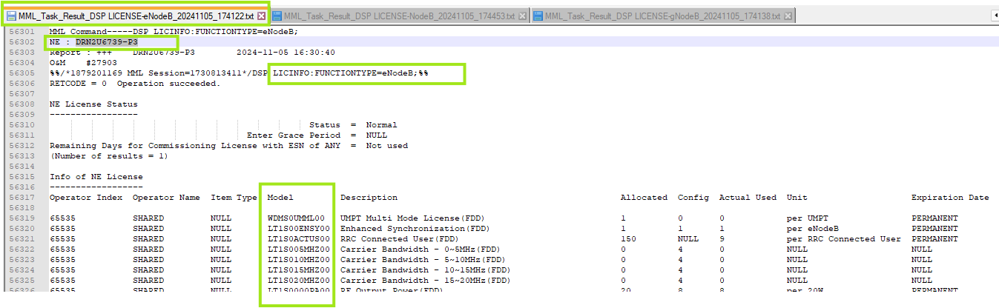 MML_Task_Result_DSP LICENSE-eNodeB_20241105_174122.txt MML_Task_Result_DSP LICENSE-NodeB_20241105_174453.txt MML_Task_Result_DSP LICENSE-gNodeB_20241105_174138.txt
56301 MML Command-----DSP LICINFO:FUNCTIONTYPE=eNodeB;
56302 NE : DRN2U6739-P3
56303 Report : +++ DRN2U6739-P3 2024-11-05 16:30:40
56304 O&M #27903
56305 %%/*1879201169 MML Session=1730813411*/DSP LICINFO:FUNCTIONTYPE=eNodeB;%%
56306 RETCODE = 0 Operation succeeded.
56307
56308 NE License Status
56309 -----------------
56310 Status = Normal
56311 Enter Grace Period = NULL
56312 Remaining Days for Commissioning License with ESN of ANY = Not used
56313 (Number of results = 1)
56314
56315 Info of NE License
56316 ------------------
56317 Operator Index Operator Name Item Type Model Description Allocated Config Actual Used Unit Expiration Date
56318
56319 65535 SHARED NULL WDMS0UMML00 UMPT Multi Mode License(FDD) 1 0 0 per UMPT PERMANENT
56320 65535 SHARED NULL LT1S00ENSY00 Enhanced Synchronization(FDD) 1 1 1 per eNodeB PERMANENT
56321 65535 SHARED NULL LT1S0ACTUS00 RRC Connected User(FDD) 150 NULL 9 per RRC Connected User PERMANENT
56322 65535 SHARED NULL LT1S005MHZ00 Carrier Bandwidth - 0~5MHz(FDD) 0 4 0 NULL NULL
56323 65535 SHARED NULL LT1S010MHZ00 Carrier Bandwidth - 5~10MHz(FDD) 0 4 0 NULL NULL
56324 65535 SHARED NULL LT1S015MHZ00 Carrier Bandwidth - 10~15MHz(FDD) 0 4 0 NULL NULL
56325 65535 SHARED NULL LT1S020MHZ00 Carrier Bandwidth - 15~20MHz(FDD) 0 4 0 NULL NULL
56326 65535 SHARED NULL LT1S0000PA00 RF Output Power(FDD) 20 8 8 per 20W PERMANENT